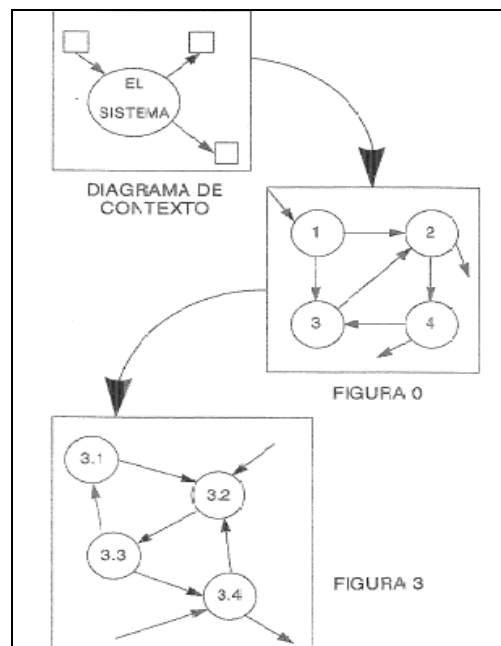 EL
SISTEMA
DIAGRAMA DE
CONTEXTO
1
2
3
4
FIGURA 0
3.1
3.2
3.3
3.4
FIGURA 3